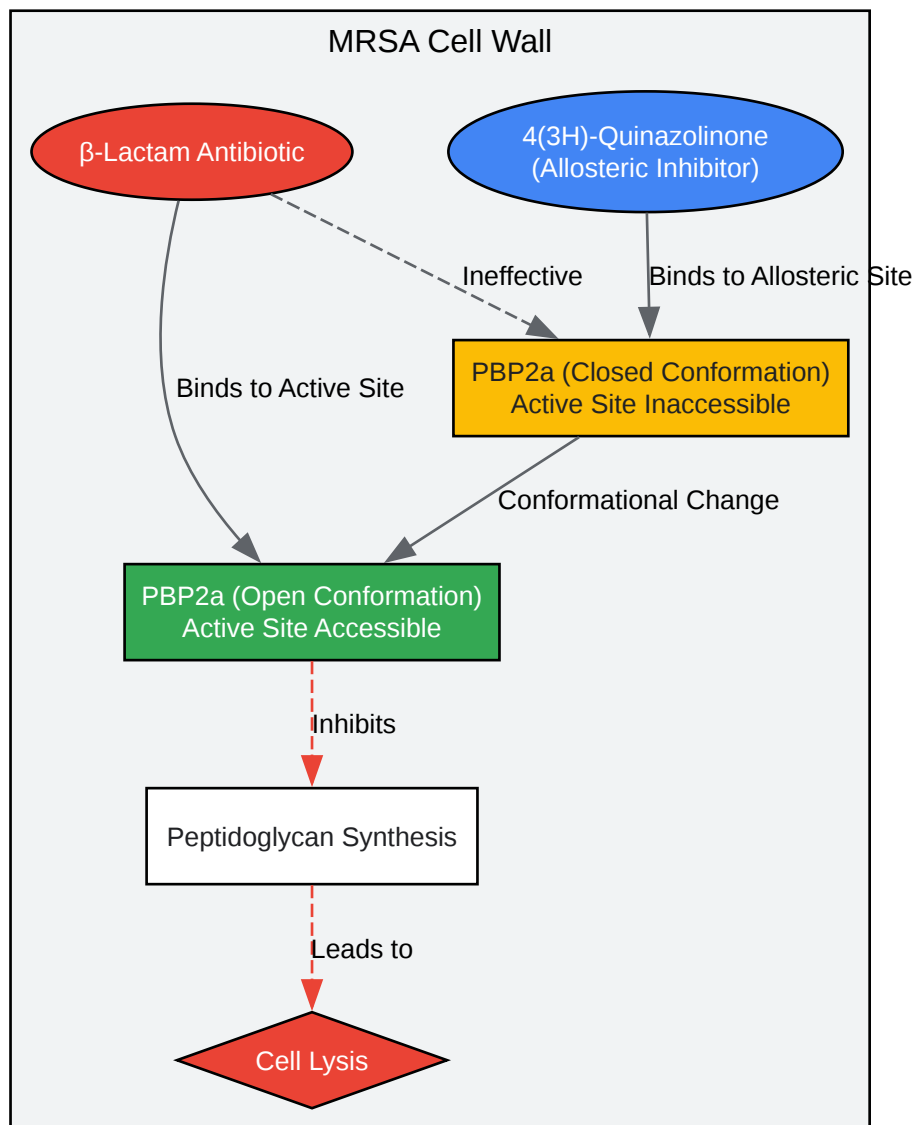 MRSA Cell Wall
β-Lactam Antibiotic
4(3H)-Quinazolinone
(Allosteric Inhibitor)
Ineffective
Binds to Allosteric Site
PBP2a (Closed Conformation)
Active Site Inaccessible
Binds to Active Site
Conformational Change
PBP2a (Open Conformation)
Active Site Accessible
Inhibits
Peptidoglycan Synthesis
Leads to
Cell Lysis